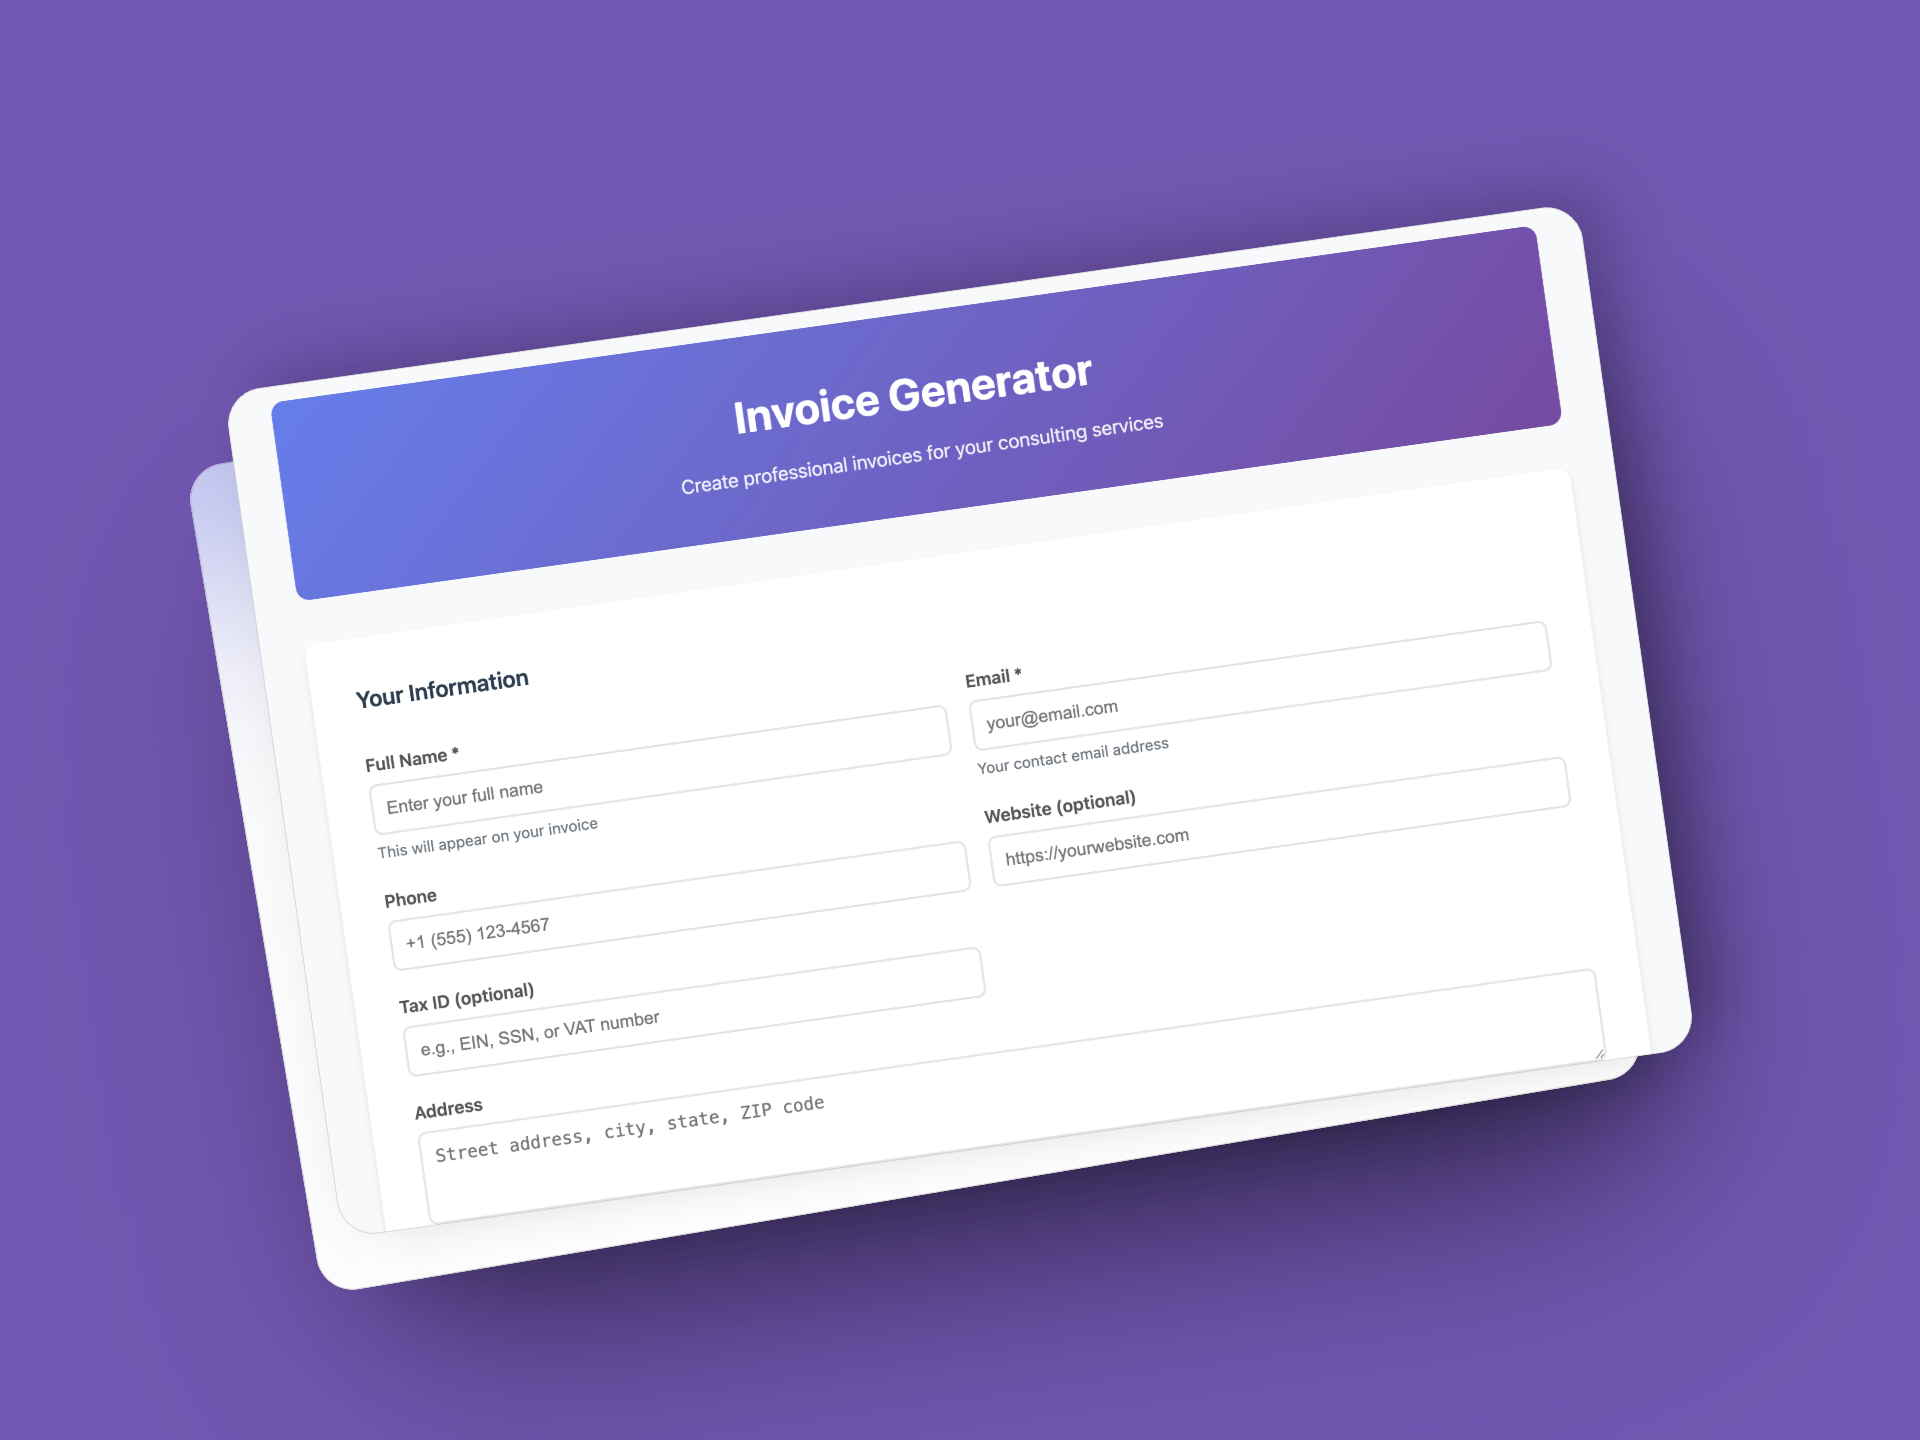 Invoice Generator
Create professional invoices for your consulting services
Your Information
Full Name *
Enter your full name
This will appear on your invoice
Email *
your@email.com
Your contact email address
Phone
+1 (555) 123-4567
Website (optional)
https://yourwebsite.com
Tax ID (optional)
e.g., EIN, SSN, or VAT number
Address
Street address, city, state, ZIP code